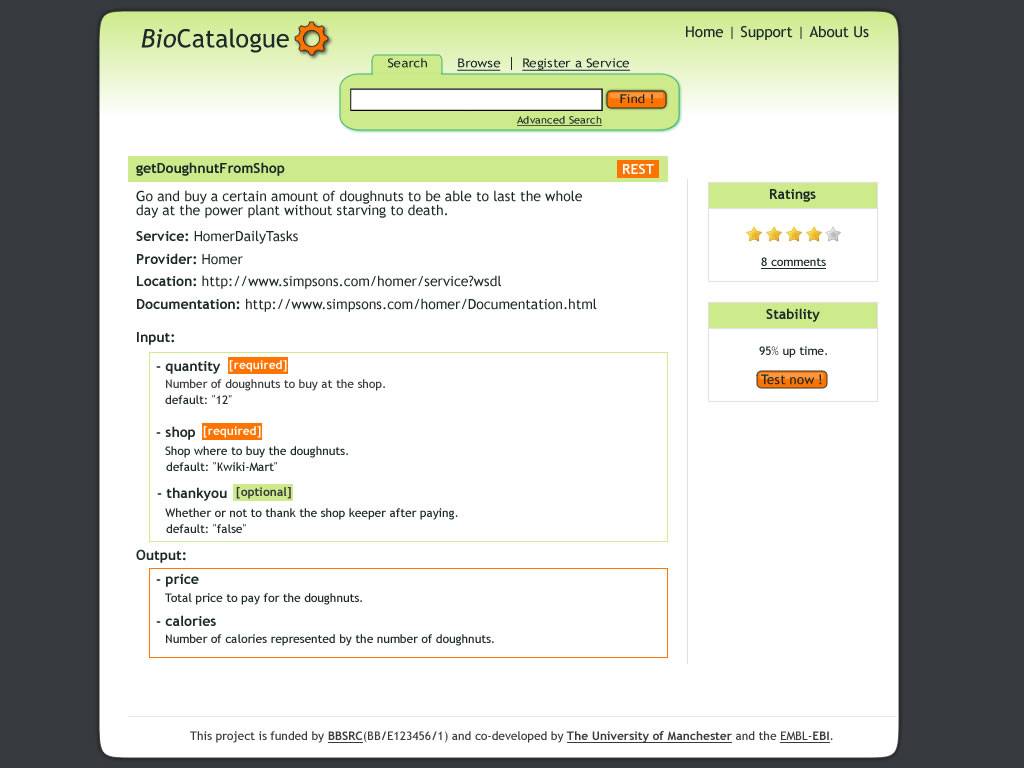 BioCatalogue
Home | Support | About Us
Search Browse | Register a Service
Find !
Advanced Search
getDoughnutFromShop REST
Go and buy a certain amount of doughnuts to be able to last the whole
day at the power plant without starving to death.
Service: HomerDailyTasks
Provider: Homer
Location: http://www.simpsons.com/homer/service?wsdl
Documentation: http://www.simpsons.com/homer/Documentation.html
Input:
- quantity [required]
Number of doughnuts to buy at the shop.
default: "12"
- shop [required]
Shop where to buy the doughnuts.
default: "Kwiki-Mart"
- thankyou [optional]
Whether or not to thank the shop keeper after paying.
default: "false"
Output:
- price
Total price to pay for the doughnuts.
- calories
Number of calories represented by the number of doughnuts.
Ratings
8 comments
Stability
95% up time.
Test now !
This project is funded by BBSRC(BB/E123456/1) and co-developed by The University of Manchester and the EMBL-EBI.